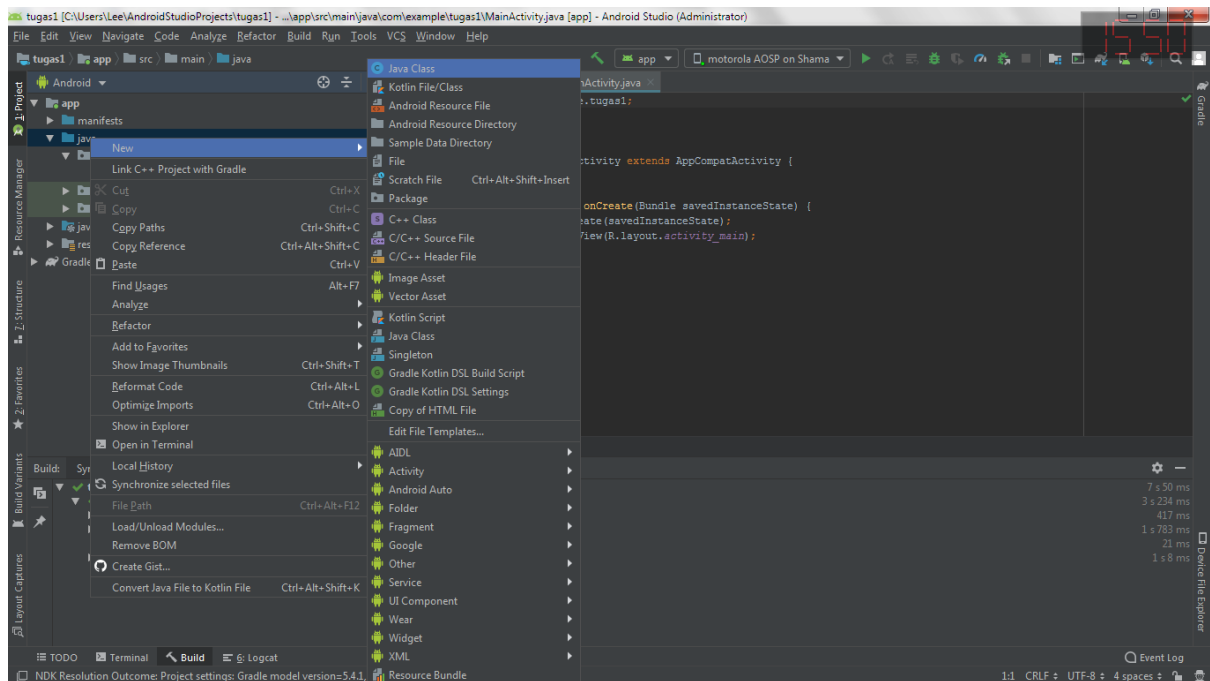 tugas1 [C:\Users\Lee\AndroidStudioProjects\tugas1] - ...\app\src\main\java\com\example\tugas1\MainActivity.java [app] - Android Studio (Administrator)
15:50
File Edit View Navigate Code Analyze Refactor Build Run Tools VCS Window Help
tugas1 app src main java
app motorola AOSP on Shama
Android
app
manifests
java
Gradle
1: Project
Resource Manager
7: Structure
2: Favorites
Build Variants
Layout Captures
New
Link C++ Project with Gradle
Cut Ctrl+X
Copy Ctrl+C
Copy Paths Ctrl+Shift+C
Copy Reference Ctrl+Alt+Shift+C
Paste Ctrl+V
Find Usages Alt+F7
Analyze
Refactor
Add to Favorites
Show Image Thumbnails Ctrl+Shift+T
Reformat Code Ctrl+Alt+L
Optimize Imports Ctrl+Alt+O
Show in Explorer
Open in Terminal
Local History
Synchronize selected files
File Path Ctrl+Alt+F12
Load/Unload Modules...
Remove BOM
Create Gist...
Convert Java File to Kotlin File Ctrl+Alt+Shift+K
Java Class
Kotlin File/Class
Android Resource File
Android Resource Directory
Sample Data Directory
File
Scratch File Ctrl+Alt+Shift+Insert
Package
C++ Class
C/C++ Source File
C/C++ Header File
Image Asset
Vector Asset
Kotlin Script
Java Class
Singleton
Gradle Kotlin DSL Build Script
Gradle Kotlin DSL Settings
Copy of HTML File
Edit File Templates...
AIDL
Activity
Android Auto
Folder
Fragment
Google
Other
Service
UI Component
Wear
Widget
XML
Resource Bundle
nActivity.java
e.tugas1;
ctivity extends AppCompatActivity {
onCreate(Bundle savedInstanceState) {
eate(savedInstanceState);
View(R.layout.activity_main);
Gradle
Device File Explorer
Build: Syn
7 s 50 ms
3 s 234 ms
417 ms
1 s 783 ms
21 ms
1 s 8 ms
TODO Terminal Build 6: Logcat Event Log
NDK Resolution Outcome: Project settings: Gradle model version=5.4.1, 1:1 CRLF UTF-8 4 spaces